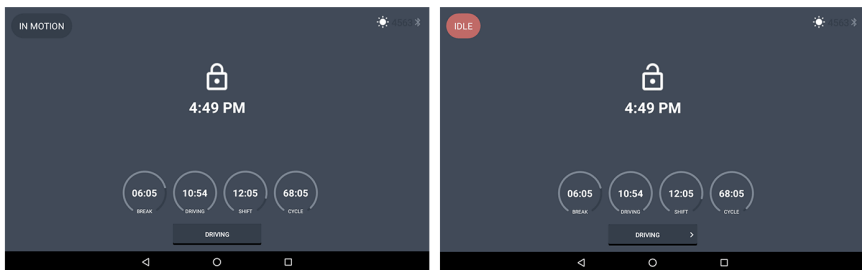 IN MOTION
4:49 PM
06:05 10:54 12:05 68:05
BREAK DRIVING SHIFT CYCLE
DRIVING
IDLE
4:49 PM
06:05 10:54 12:05 68:05
BREAK DRIVING SHIFT CYCLE
DRIVING >